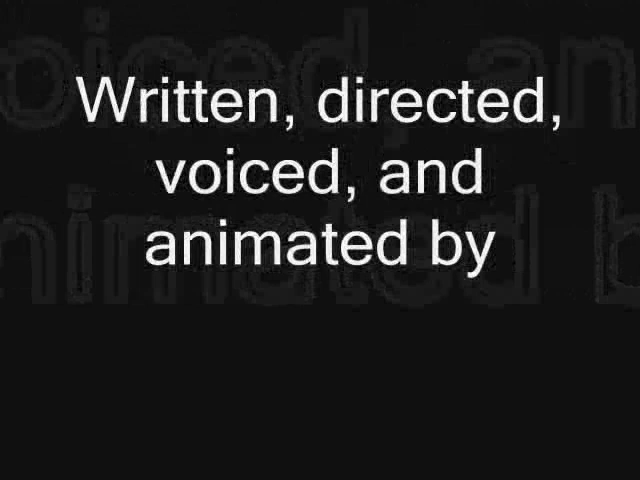 Written, directed,
voiced, and
animated by